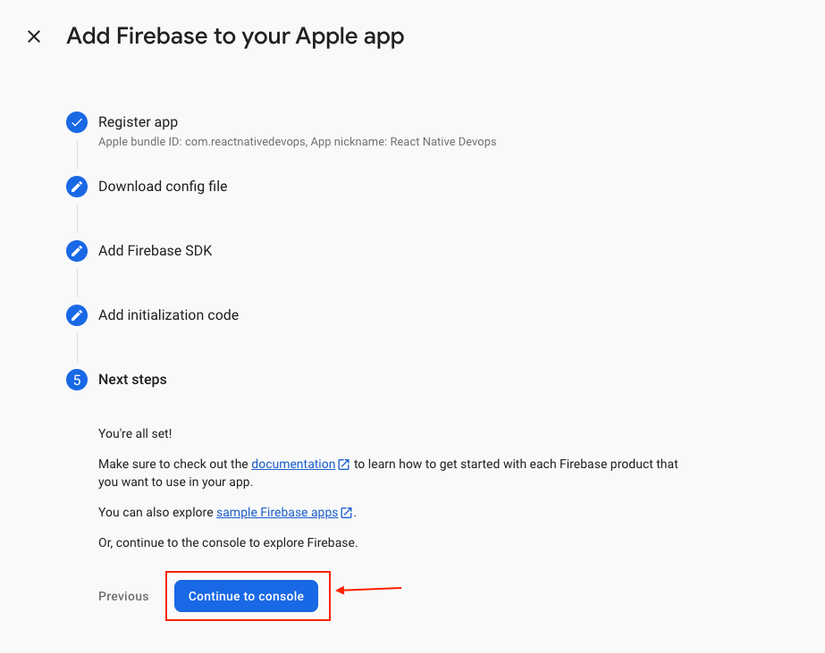 Add Firebase to your Apple app
Register app
Apple bundle ID: com.reactnativedevops, App nickname: React Native Devops
Download config file
Add Firebase SDK
Add initialization code
5 Next steps
You're all set!
Make sure to check out the documentation to learn how to get started with each Firebase product that
you want to use in your app.
You can also explore sample Firebase apps.
Or, continue to the console to explore Firebase.
Previous Continue to console